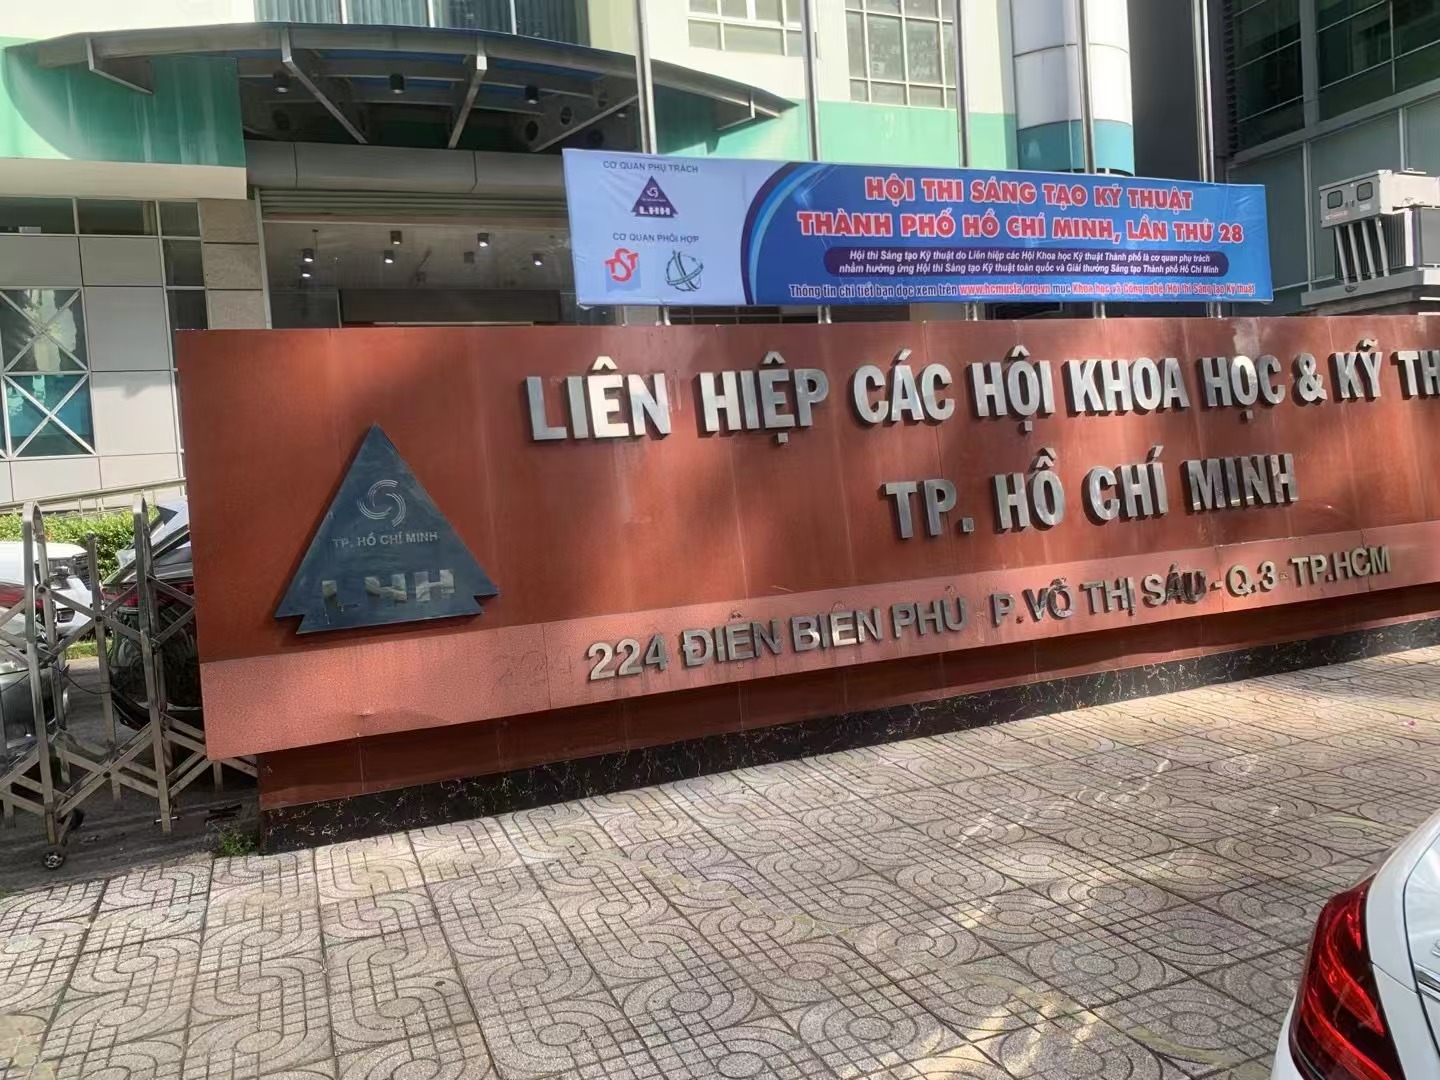 CƠ QUAN PHỤ TRÁCH
LHH
CƠ QUAN PHỐI HỢP
TST
HỘI THI SÁNG TẠO KỸ THUẬT
THÀNH PHỐ HỒ CHÍ MINH, LẦN THỨ 28
Hội thi Sáng tạo Kỹ thuật do Liên hiệp các Hội Khoa học Kỹ thuật Thành phố là cơ quan phụ trách
nhằm hưởng ứng Hội thi Sáng tạo Kỹ thuật toàn quốc và Giải thưởng Sáng tạo Thành phố Hồ Chí Minh
Thông tin chi tiết bạn đọc xem trên www.hcmusta.org.vn mục Khoa học và Công nghệ (Hội thi Sáng tạo Kỹ thuật)
LIÊN HIỆP CÁC HỘI KHOA HỌC & KỸ TH
TP. HỒ CHÍ MINH
TP. HỒ CHÍ MINH
LHH
224 ĐIỆN BIÊN PHỦ P. VÕ THỊ SÁU - Q.3 - TP.HCM